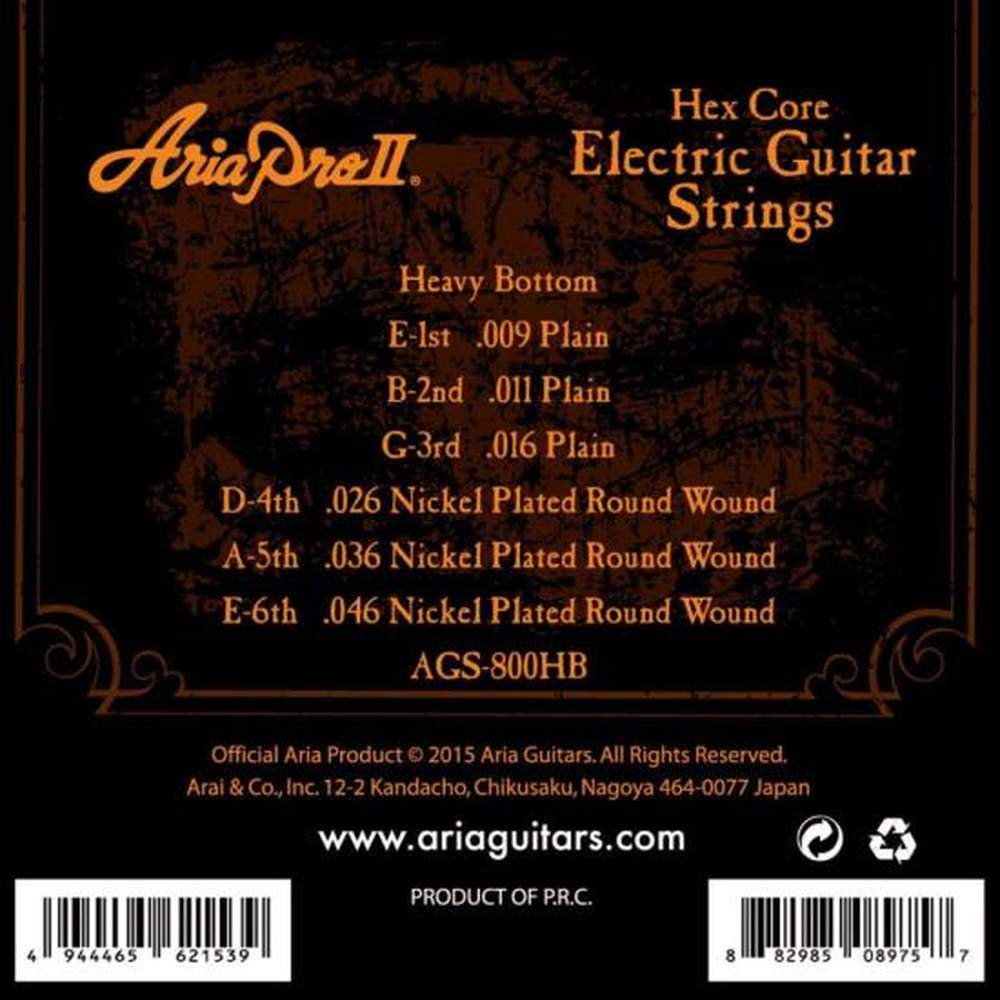 Aria Pro II®
Hex Core
Electric Guitar
Strings
Heavy Bottom
E-1st .009 Plain
B-2nd .011 Plain
G-3rd .016 Plain
D-4th .026 Nickel Plated Round Wound
A-5th .036 Nickel Plated Round Wound
E-6th .046 Nickel Plated Round Wound
AGS-800HB
Official Aria Product © 2015 Aria Guitars. All Rights Reserved.
Arai & Co., Inc. 12-2 Kandacho, Chikusaku, Nagoya 464-0077 Japan
www.ariaguitars.com
PRODUCT OF P.R.C.
4 944465 621539
8 82985 08975 7